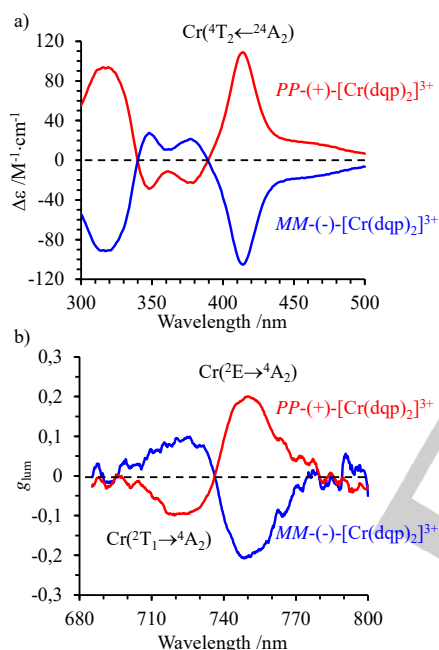 a)
Cr(⁴T₂←²⁴A₂)
120
80
40
0
-40
-80
-120
Δε /M⁻¹·cm⁻¹
PP-(+)-[Cr(dqp)₂]³⁺
MM-(-)-[Cr(dqp)₂]³⁺
300 350 400 450 500
Wavelength /nm
b)
0,3
0,2
0,1
0
-0,1
-0,2
-0,3
g_lum
Cr(²E→⁴A₂)
PP-(+)-[Cr(dqp)₂]³⁺
Cr(²T₁→⁴A₂)
MM-(-)-[Cr(dqp)₂]³⁺
680 710 740 770 800
Wavelength /nm